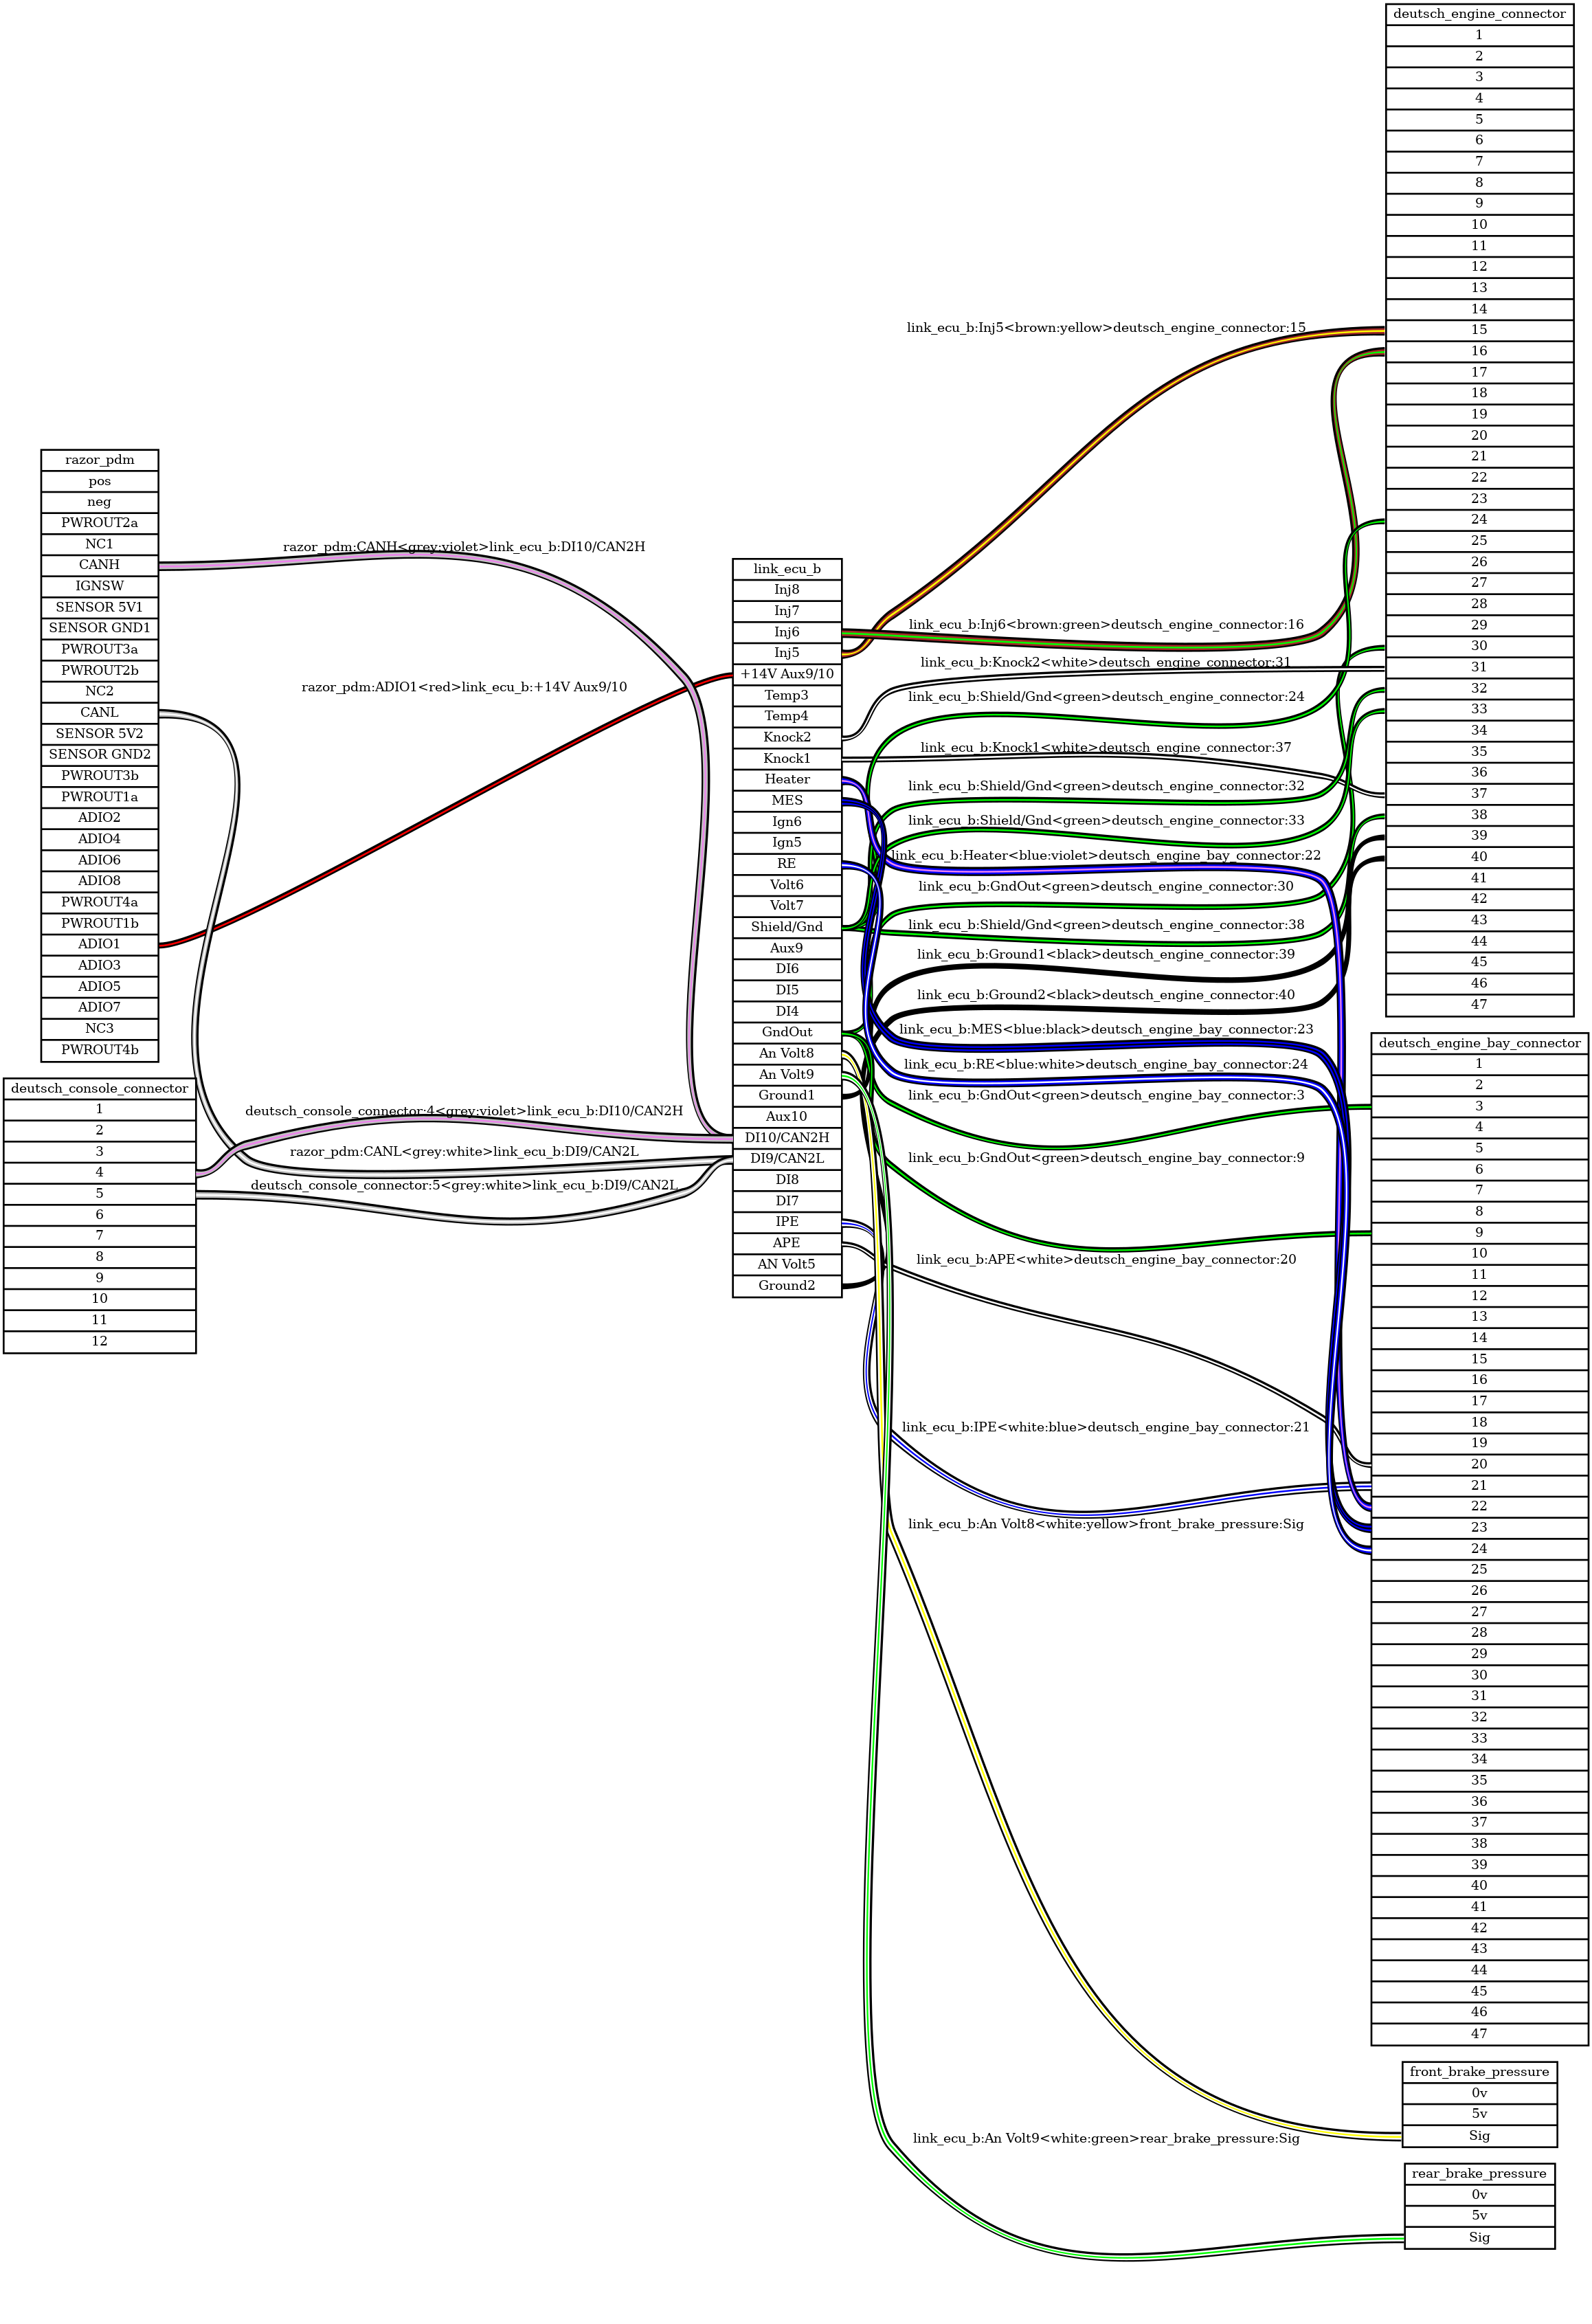 razor_pdm
pos
neg
PWROUT2a
NC1
CANH
IGNSW
SENSOR 5V1
SENSOR GND1
PWROUT3a
PWROUT2b
NC2
CANL
SENSOR 5V2
SENSOR GND2
PWROUT3b
PWROUT1a
ADIO2
ADIO4
ADIO6
ADIO8
PWROUT4a
PWROUT1b
ADIO1
ADIO3
ADIO5
ADIO7
NC3
PWROUT4b
deutsch_console_connector
1
2
3
4
5
6
7
8
9
10
11
12
razor_pdm:CANH<grey:violet>link_ecu_b:DI10/CAN2H
razor_pdm:ADIO1<red>link_ecu_b:+14V Aux9/10
deutsch_console_connector:4<grey:violet>link_ecu_b:DI10/CAN2H
razor_pdm:CANL<grey:white>link_ecu_b:DI9/CAN2L
deutsch_console_connector:5<grey:white>link_ecu_b:DI9/CAN2L
link_ecu_b
Inj8
Inj7
Inj6
Inj5
+14V Aux9/10
Temp3
Temp4
Knock2
Knock1
Heater
MES
Ign6
Ign5
RE
Volt6
Volt7
Shield/Gnd
Aux9
DI6
DI5
DI4
GndOut
An Volt8
An Volt9
Ground1
Aux10
DI10/CAN2H
DI9/CAN2L
DI8
DI7
IPE
APE
AN Volt5
Ground2
link_ecu_b:Inj5<brown:yellow>deutsch_engine_connector:15
link_ecu_b:Inj6<brown:green>deutsch_engine_connector:16
link_ecu_b:Knock2<white>deutsch_engine_connector:31
link_ecu_b:Shield/Gnd<green>deutsch_engine_connector:24
link_ecu_b:Knock1<white>deutsch_engine_connector:37
link_ecu_b:Shield/Gnd<green>deutsch_engine_connector:32
link_ecu_b:Shield/Gnd<green>deutsch_engine_connector:33
link_ecu_b:Heater<blue:violet>deutsch_engine_bay_connector:22
link_ecu_b:GndOut<green>deutsch_engine_connector:30
link_ecu_b:Shield/Gnd<green>deutsch_engine_connector:38
link_ecu_b:Ground1<black>deutsch_engine_connector:39
link_ecu_b:Ground2<black>deutsch_engine_connector:40
link_ecu_b:MES<blue:black>deutsch_engine_bay_connector:23
link_ecu_b:RE<blue:white>deutsch_engine_bay_connector:24
link_ecu_b:GndOut<green>deutsch_engine_bay_connector:3
link_ecu_b:GndOut<green>deutsch_engine_bay_connector:9
link_ecu_b:APE<white>deutsch_engine_bay_connector:20
link_ecu_b:IPE<white:blue>deutsch_engine_bay_connector:21
link_ecu_b:An Volt8<white:yellow>front_brake_pressure:Sig
link_ecu_b:An Volt9<white:green>rear_brake_pressure:Sig
deutsch_engine_connector
1
2
3
4
5
6
7
8
9
10
11
12
13
14
15
16
17
18
19
20
21
22
23
24
25
26
27
28
29
30
31
32
33
34
35
36
37
38
39
40
41
42
43
44
45
46
47
deutsch_engine_bay_connector
1
2
3
4
5
6
7
8
9
10
11
12
13
14
15
16
17
18
19
20
21
22
23
24
25
26
27
28
29
30
31
32
33
34
35
36
37
38
39
40
41
42
43
44
45
46
47
front_brake_pressure
0v
5v
Sig
rear_brake_pressure
0v
5v
Sig